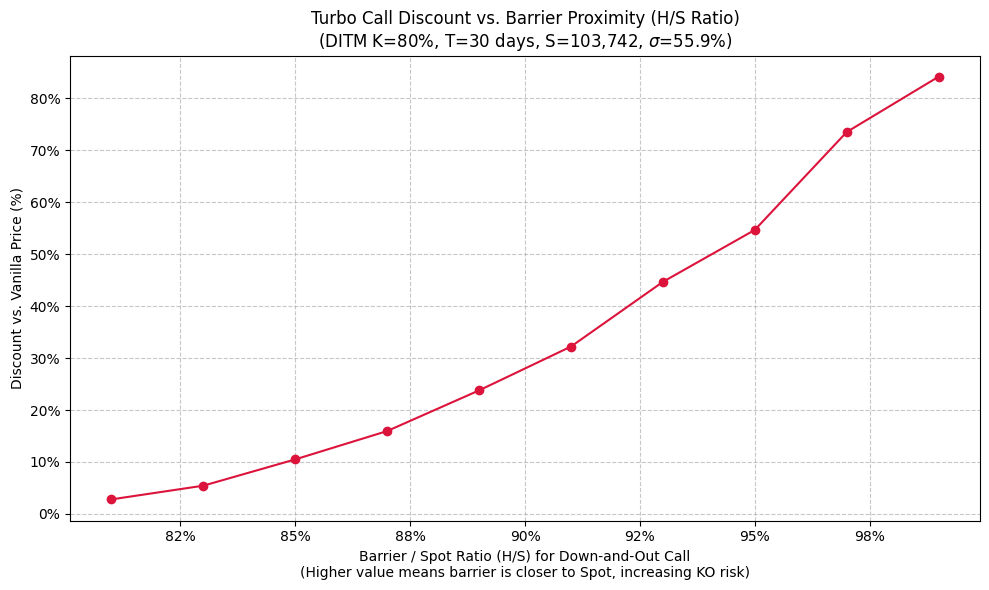 Turbo Call Discount vs. Barrier Proximity (H/S Ratio)
(DITM K=80%, T=30 days, S=103,742, σ=55.9%)
Discount vs. Vanilla Price (%)
80%
70%
60%
50%
40%
30%
20%
10%
0%
82% 85% 88% 90% 92% 95% 98%
Barrier / Spot Ratio (H/S) for Down-and-Out Call
(Higher value means barrier is closer to Spot, increasing KO risk)